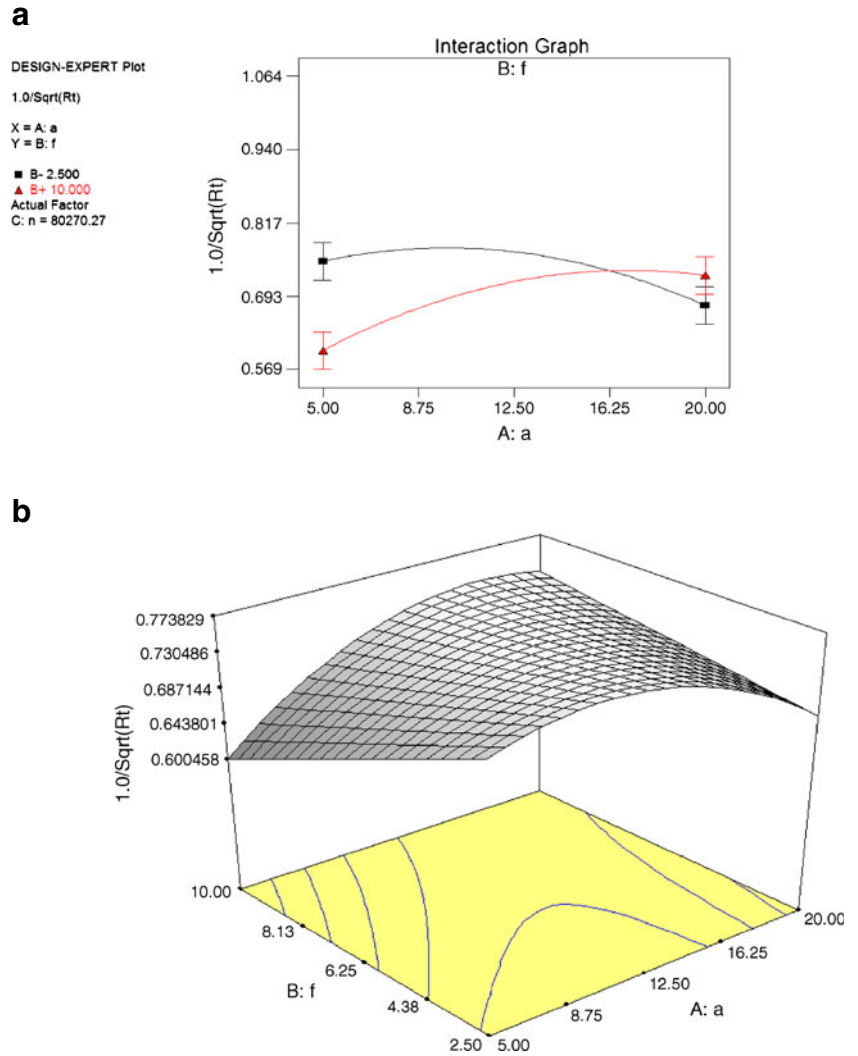 a
DESIGN-EXPERT Plot
1.0/Sqrt(Rt)
X = A: a
Y = B: f
■ B- 2.500
▲ B+ 10.000
Actual Factor
C: n = 80270.27
Interaction Graph
B: f
1.064
0.940
0.817
0.693
0.569
1.0/Sqrt(Rt)
5.00 8.75 12.50 16.25 20.00
A: a
b
0.773829
0.730486
0.687144
0.643801
0.600458
1.0/Sqrt(Rt)
10.00
8.13
6.25
4.38
2.50
B: f
5.00
8.75
12.50
16.25
20.00
A: a